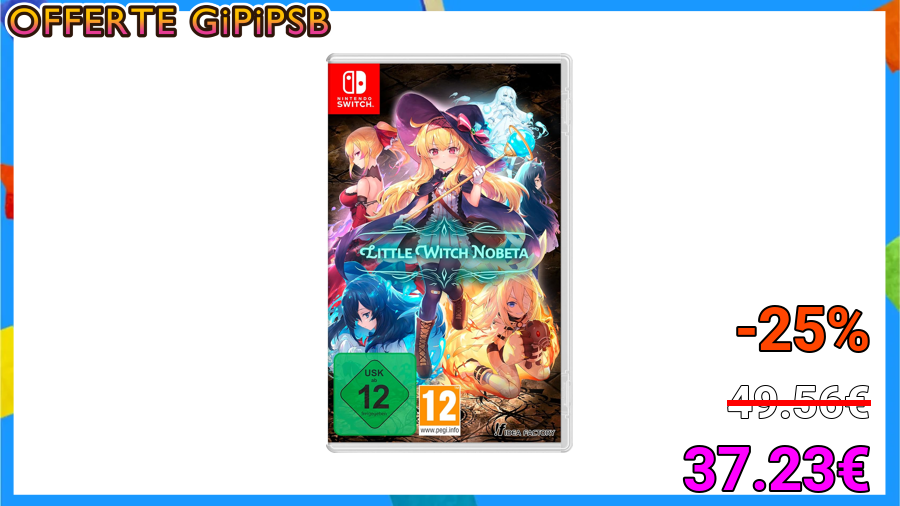 OFFERTE GiPiPSB
NINTENDO
SWITCH.
LITTLE WITCH NOBETA
USK
ab
12
12
www.pegi.info
IDEA FACTORY
-25%
49.56€
37.23€